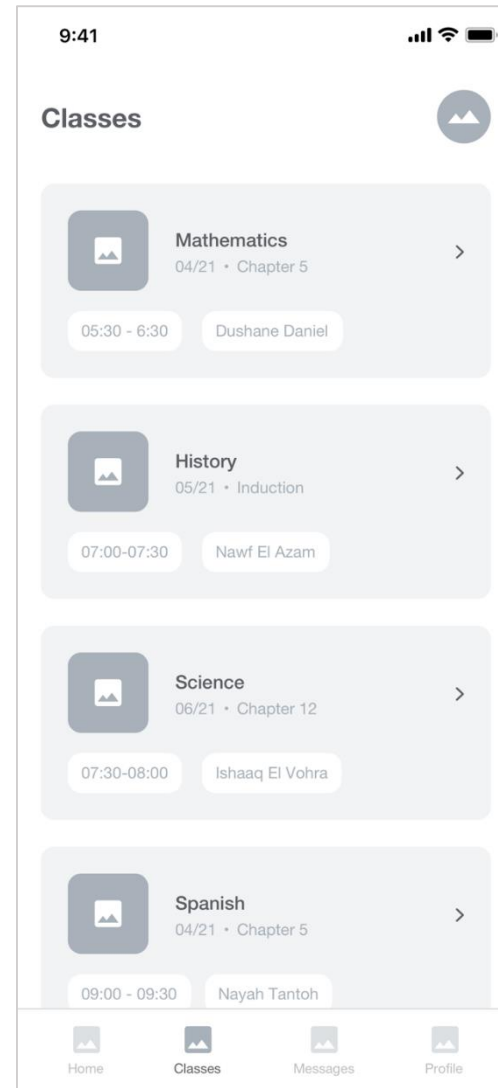 9:41
Classes
Mathematics
04/21 • Chapter 5
05:30 - 6:30
Dushane Daniel
History
05/21 • Induction
07:00-07:30
Nawf El Azam
Science
06/21 • Chapter 12
07:30-08:00
Ishaaq El Vohra
Spanish
04/21 • Chapter 5
09:00 - 09:30
Nayah Tantoh
Home
Classes
Messages
Profile